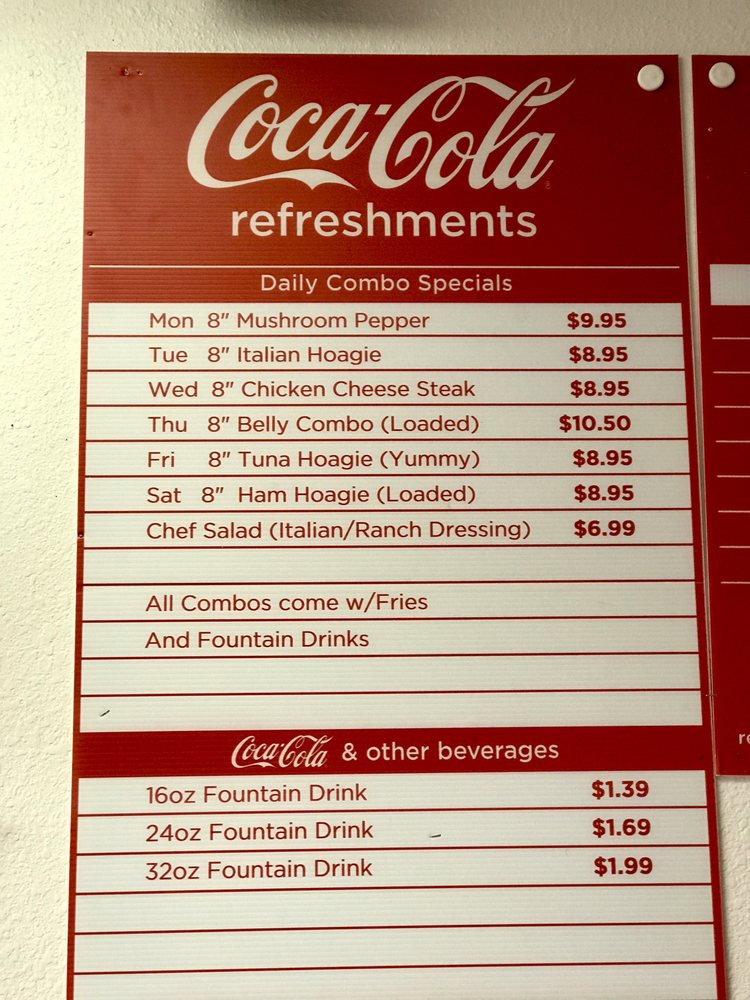 Coca-Cola
refreshments
Daily Combo Specials
Mon 8" Mushroom Pepper $9.95
Tue 8" Italian Hoagie $8.95
Wed 8" Chicken Cheese Steak $8.95
Thu 8" Belly Combo (Loaded) $10.50
Fri 8" Tuna Hoagie (Yummy) $8.95
Sat 8" Ham Hoagie (Loaded) $8.95
Chef Salad (Italian/Ranch Dressing) $6.99
All Combos come w/Fries
And Fountain Drinks
Coca-Cola & other beverages
16oz Fountain Drink $1.39
24oz Fountain Drink $1.69
32oz Fountain Drink $1.99